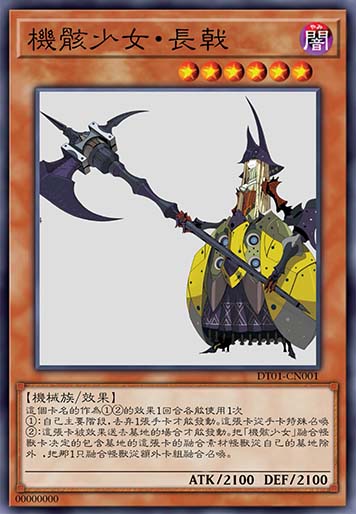 機骸少女・長戟
やみ
闇
DT01-CN001
【機械族/效果】
這個卡名的作為①②的效果1回合各能使用1次
①:自己主要階段,去弃1張手卡才能發動。這張卡從手卡特殊召喚
②:這張卡被效果送去墓地的場合才能發動。把「機骸少女」融合怪
獸卡決定的包含墓地的這張卡的融合素材怪獸從自己的墓地除
外,把那1只融合怪獸從額外卡組融合召喚。
ATK/2100 DEF/2100
00000000